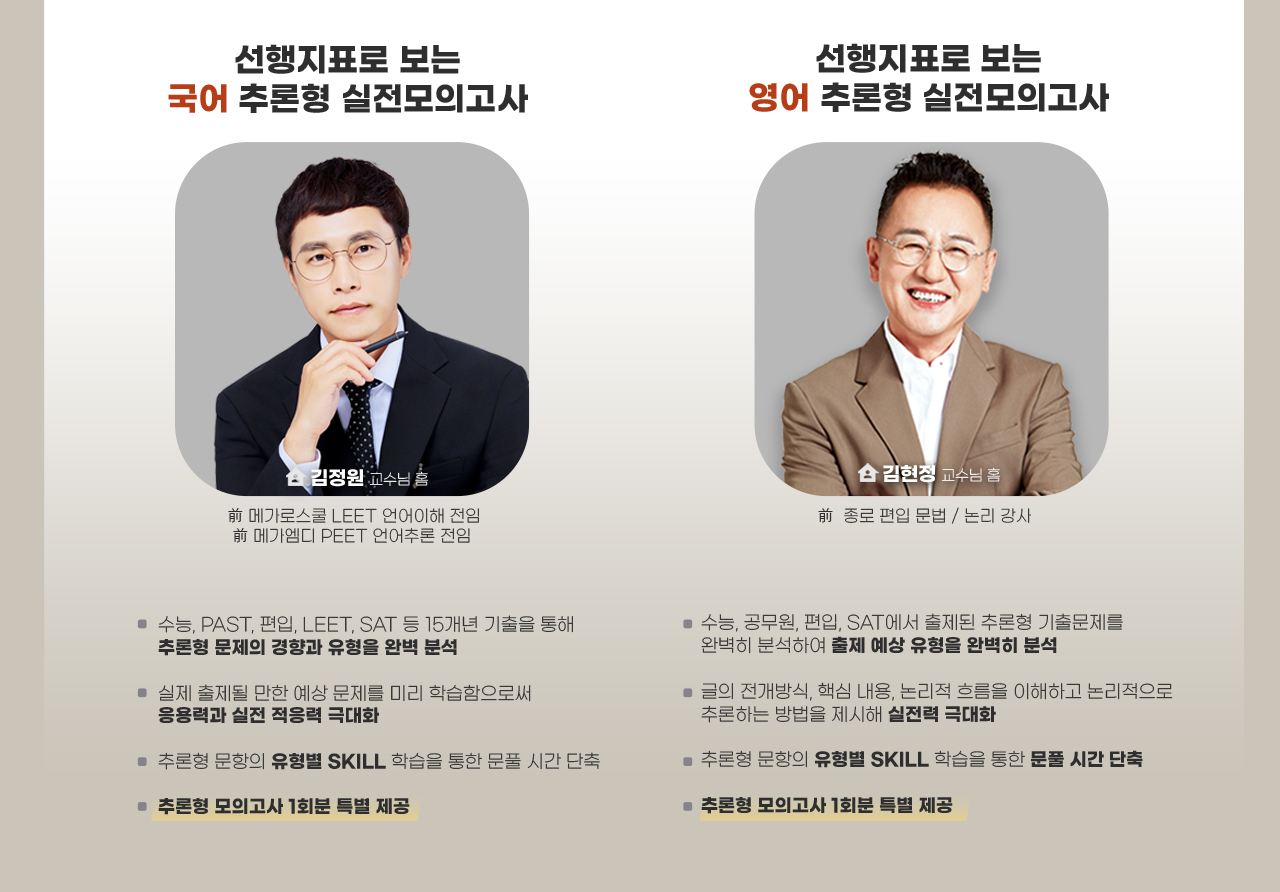 선행지표로 보는
국어 추론형 실전모의고사
김정원 교수님 홈
前 메가로스쿨 LEET 언어이해 전임
前 메가엠디 PEET 언어추론 전임
수능, PAST, 편입, LEET, SAT 등 15개년 기출을 통해
추론형 문제의 경향과 유형을 완벽 분석
실제 출제될 만한 예상 문제를 미리 학습함으로써
응용력과 실전 적응력 극대화
추론형 문항의 유형별 SKILL 학습을 통한 문풀 시간 단축
추론형 모의고사 1회분 특별 제공
선행지표로 보는
영어 추론형 실전모의고사
김현정 교수님 홈
前 종로 편입 문법 / 논리 강사
수능, 공무원, 편입, SAT에서 출제된 추론형 기출문제를
완벽히 분석하여 출제 예상 유형을 완벽히 분석
글의 전개방식, 핵심 내용, 논리적 흐름을 이해하고 논리적으로
추론하는 방법을 제시해 실전력 극대화
추론형 문항의 유형별 SKILL 학습을 통한 문풀 시간 단축
추론형 모의고사 1회분 특별 제공